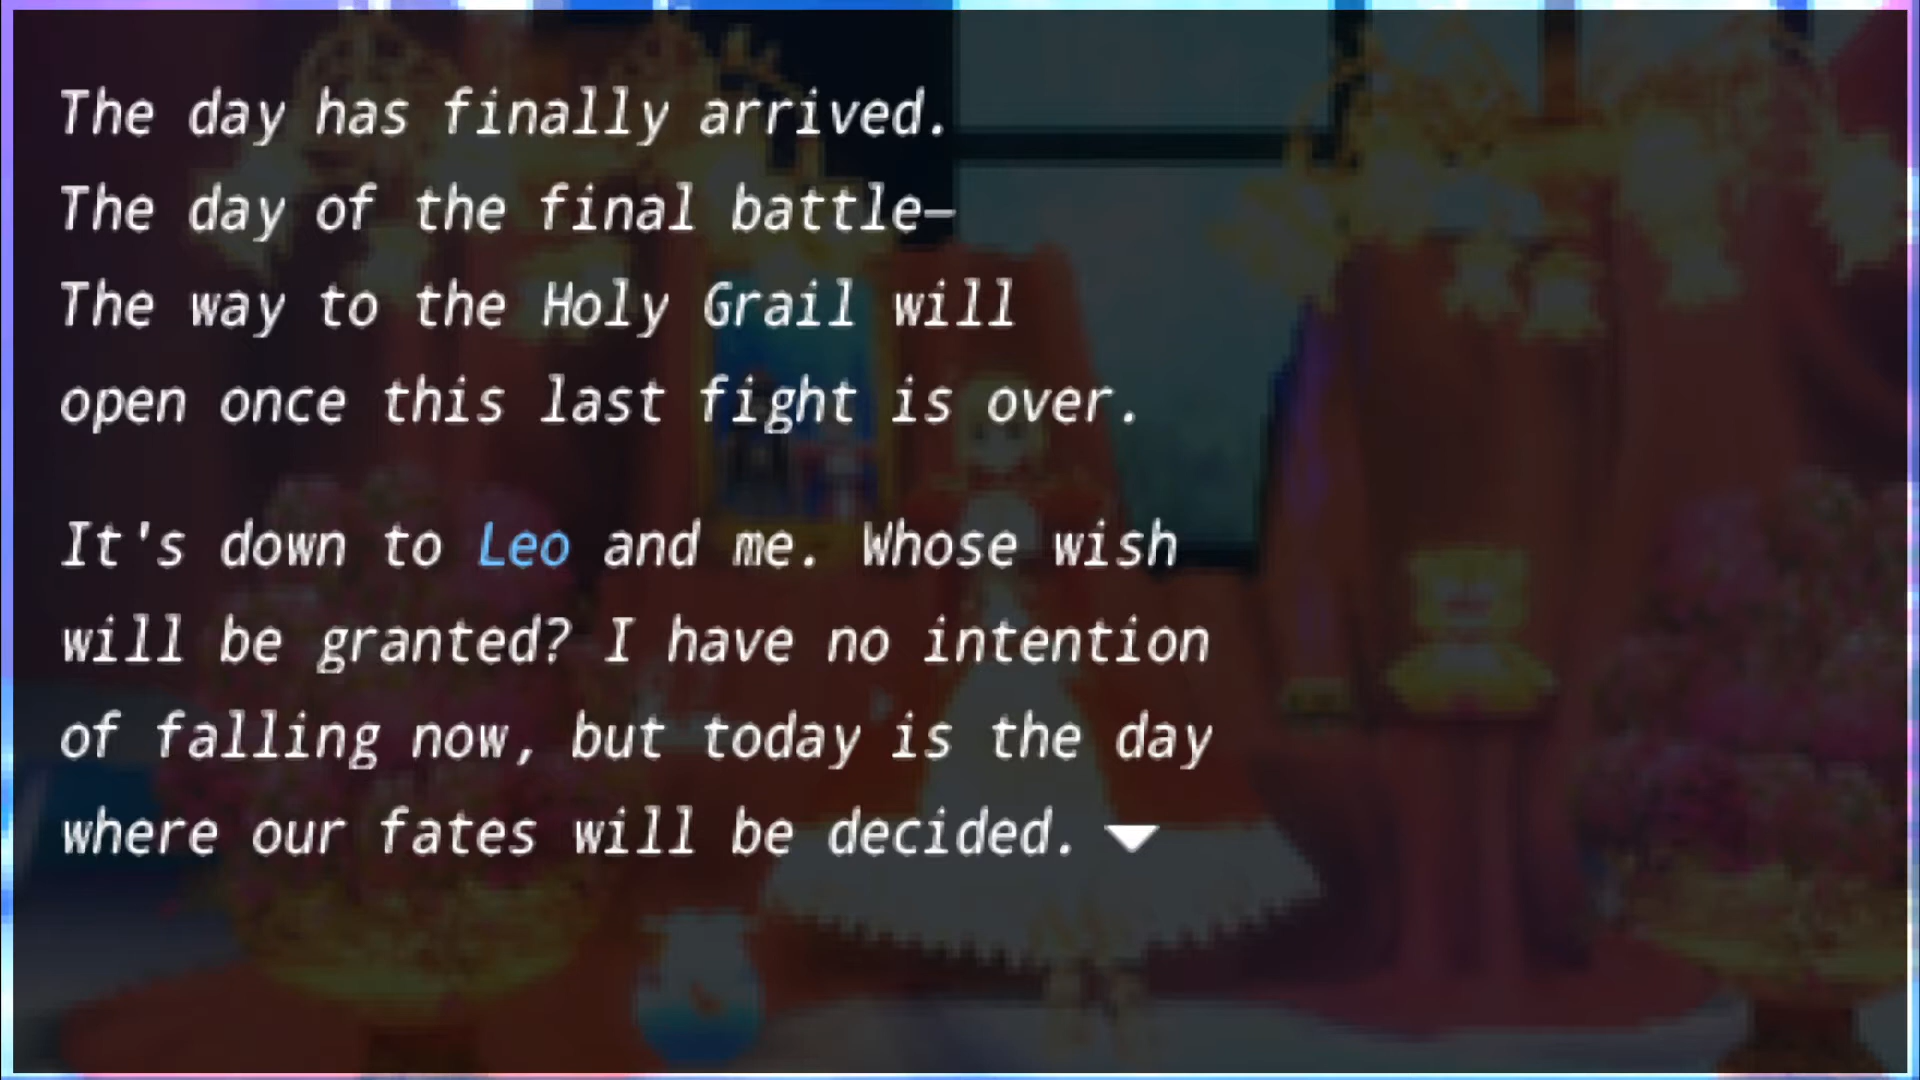 The day has finally arrived.
The day of the final battle—
The way to the Holy Grail will
open once this last fight is over.
It's down to Leo and me. Whose wish
will be granted? I have no intention
of falling now, but today is the day
where our fates will be decided.